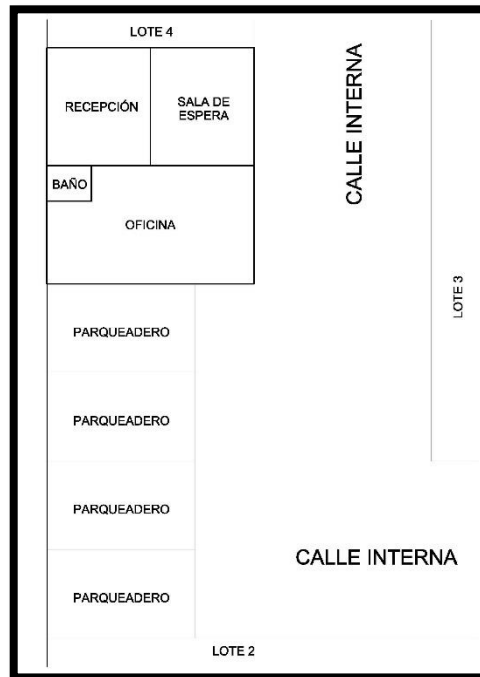 LOTE 4
RECEPCIÓN
SALA DE
ESPERA
CALLE INTERNA
BAÑO
OFICINA
LOTE 3
PARQUEADERO
PARQUEADERO
PARQUEADERO
CALLE INTERNA
PARQUEADERO
LOTE 2